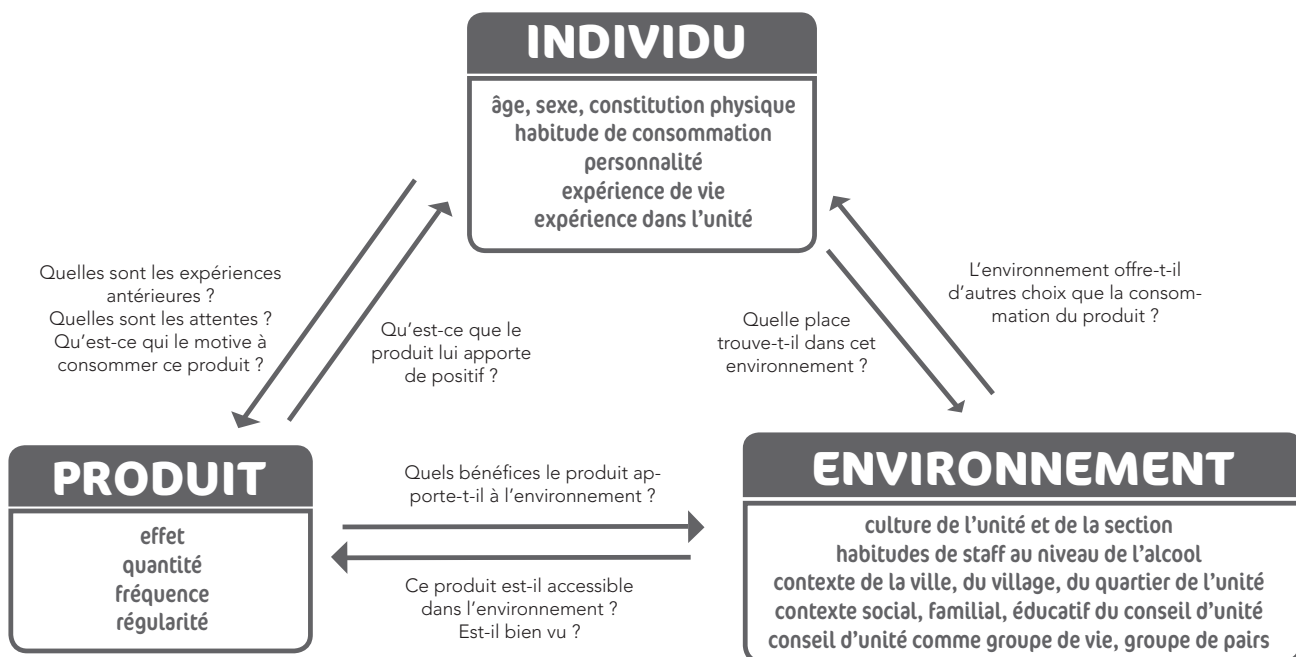 INDIVIDU
âge, sexe, constitution physique
habitude de consommation
personnalité
expérience de vie
expérience dans l'unité
Quelles sont les expériences
antérieures ?
Quelles sont les attentes ?
Qu'est-ce qui le motive à
consommer ce produit ?
Qu'est-ce que le
produit lui apporte
de positif ?
Quelle place
trouve-t-il dans cet
environnement ?
L'environnement offre-t-il
d'autres choix que la consom-
mation du produit ?
PRODUIT
effet
quantité
fréquence
régularité
Quels bénéfices le produit ap-
porte-t-il à l'environnement ?
Ce produit est-il accessible
dans l'environnement ?
Est-il bien vu ?
ENVIRONNEMENT
culture de l'unité et de la section
habitudes de staff au niveau de l'alcool
contexte de la ville, du village, du quartier de l'unité
contexte social, familial, éducatif du conseil d'unité
conseil d'unité comme groupe de vie, groupe de pairs